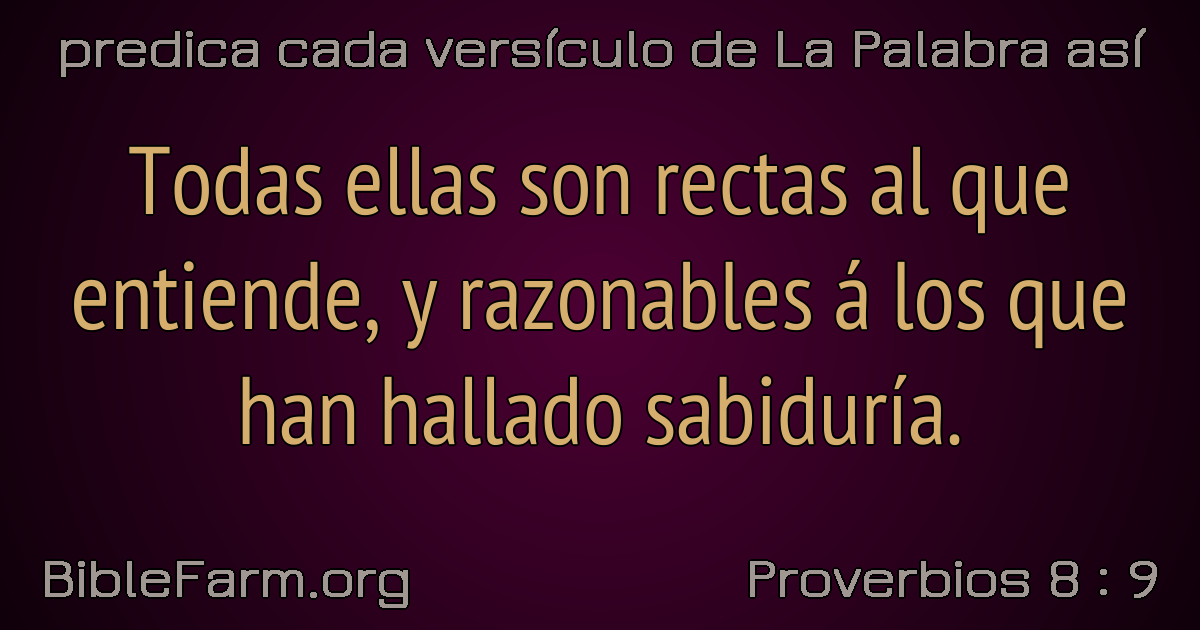 predica cada versículo de La Palabra así
Todas ellas son rectas al que
entiende, y razonables á los que
han hallado sabiduría.
BibleFarm.org
Proverbios 8 : 9